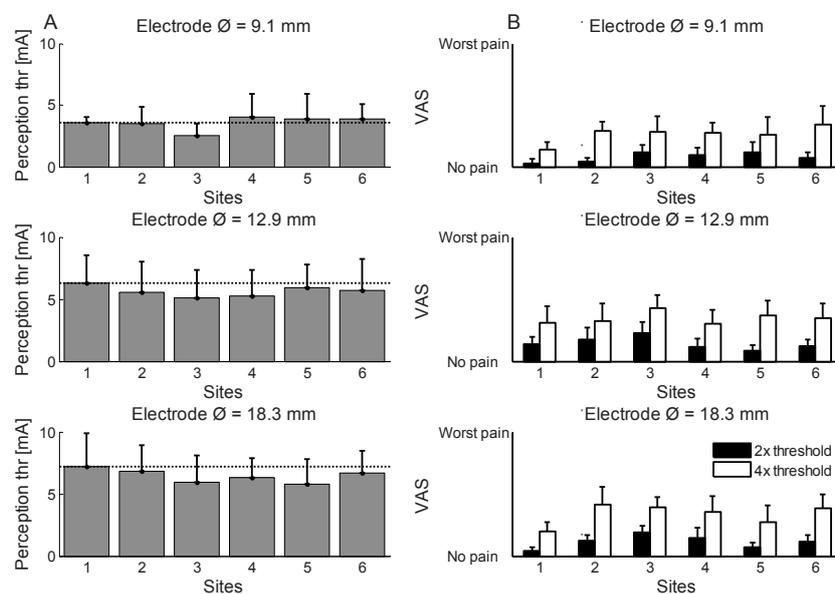 A
Electrode Ø = 9.1 mm
Perception thr [mA]
10
5
0
1 2 3 4 5 6
Sites
Electrode Ø = 12.9 mm
Perception thr [mA]
10
5
0
1 2 3 4 5 6
Sites
Electrode Ø = 18.3 mm
Perception thr [mA]
10
5
0
1 2 3 4 5 6
Sites
B
Electrode Ø = 9.1 mm
VAS
Worst pain
No pain
1 2 3 4 5 6
Sites
Electrode Ø = 12.9 mm
VAS
Worst pain
No pain
1 2 3 4 5 6
Sites
Electrode Ø = 18.3 mm
VAS
Worst pain
No pain
2x threshold
4x threshold
1 2 3 4 5 6
Sites